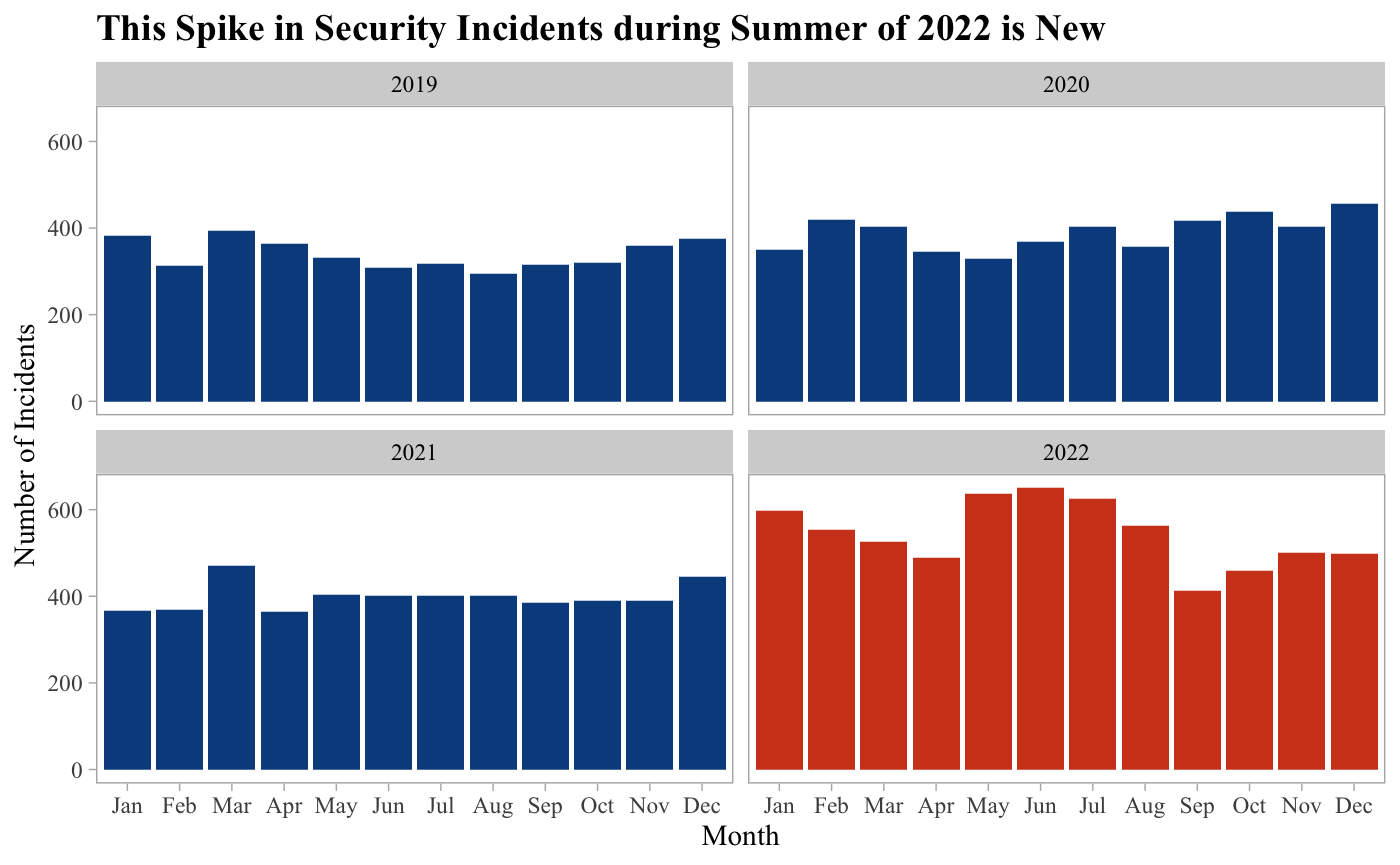 This Spike in Security Incidents during Summer of 2022 is New
2019
2020
600
400
200
0
Number of Incidents
2021
2022
600
400
200
0
Jan Feb Mar Apr May Jun Jul Aug Sep Oct Nov Dec
Jan Feb Mar Apr May Jun Jul Aug Sep Oct Nov Dec
Month